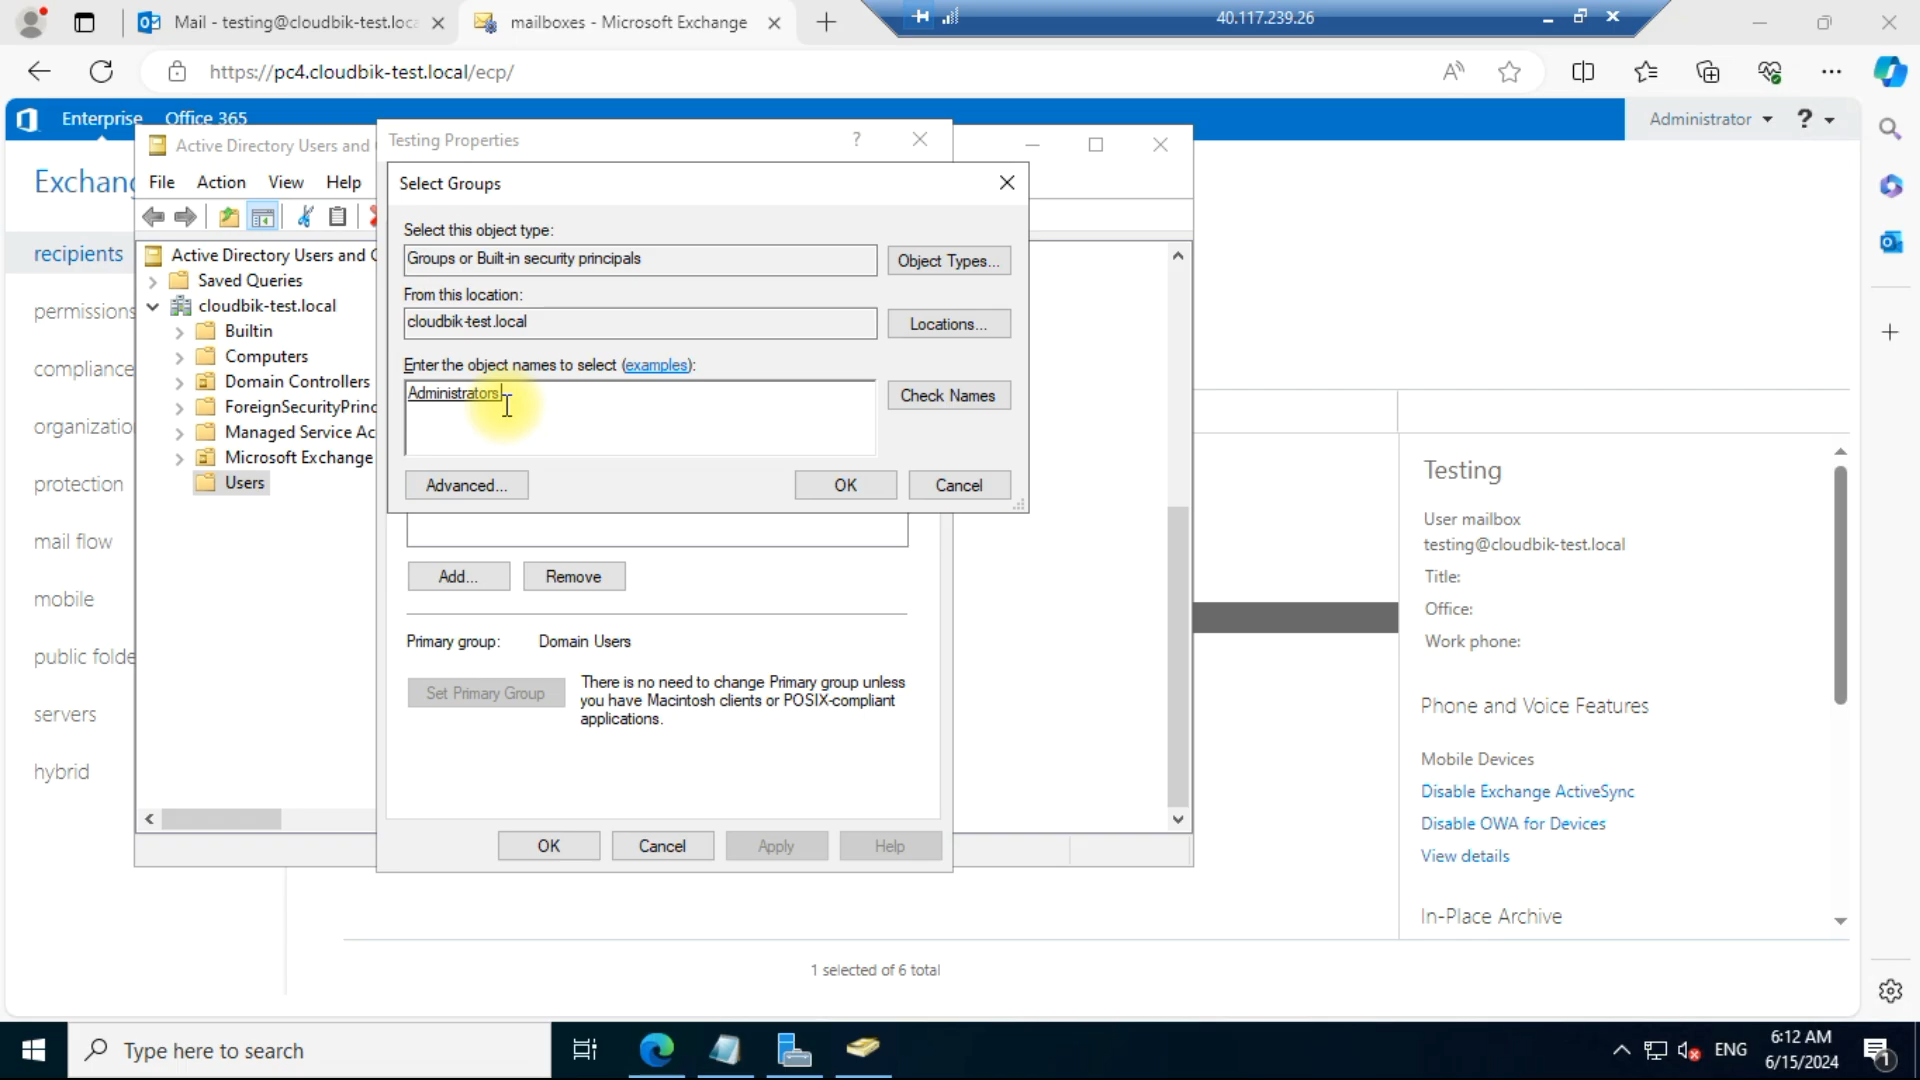 Mail - testing@cloudbik-test.loca
mailboxes - Microsoft Exchange
40.117.239.26
https://pc4.cloudbik-test.local/ecp/
Enterprise Office 365
Administrator
?
Active Directory Users and
Testing Properties
?
Exchan
File Action View Help
Select Groups
recipients
permissions
compliance
organizatio
protection
mail flow
mobile
public folde
servers
hybrid
Active Directory Users and C
Saved Queries
cloudbik-test.local
Builtin
Computers
Domain Controllers
ForeignSecurityPrinc
Managed Service Ac
Microsoft Exchange
Users
Select this object type:
Groups or Built-in security principals
Object Types...
From this location:
cloudbik-test.local
Locations...
Enter the object names to select (examples):
Administrators
Check Names
Advanced...
OK
Cancel
Add...
Remove
Primary group: Domain Users
Set Primary Group
There is no need to change Primary group unless
you have Macintosh clients or POSIX-compliant
applications.
OK
Cancel
Apply
Help
Testing
User mailbox
testing@cloudbik-test.local
Title:
Office:
Work phone:
Phone and Voice Features
Mobile Devices
Disable Exchange ActiveSync
Disable OWA for Devices
View details
In-Place Archive
1 selected of 6 total
Type here to search
ENG
6:12 AM
6/15/2024
1